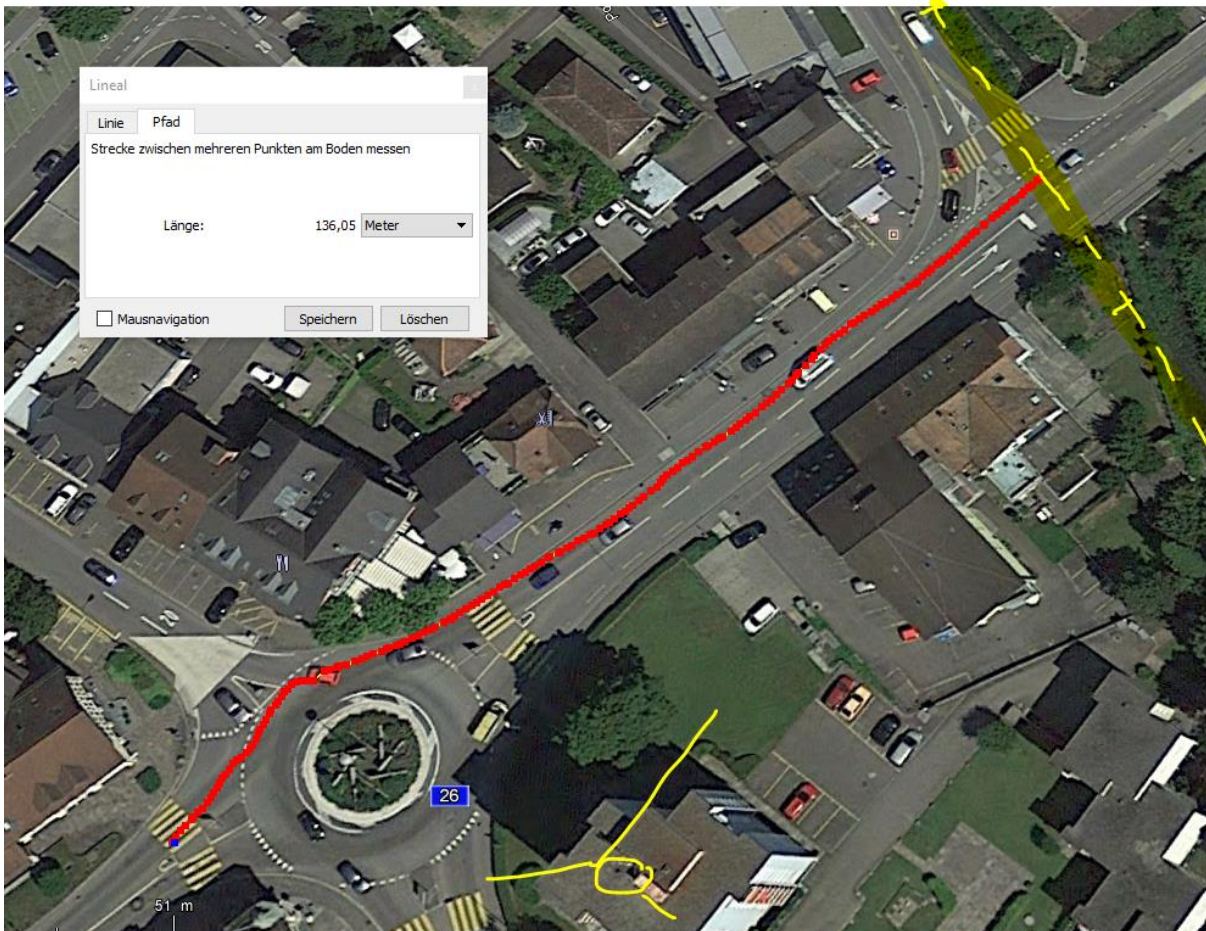 Lineal
Linie Pfad
Strecke zwischen mehreren Punkten am Boden messen
Länge: 136,05 Meter
Mausnavigation Speichern Löschen
26
51 m